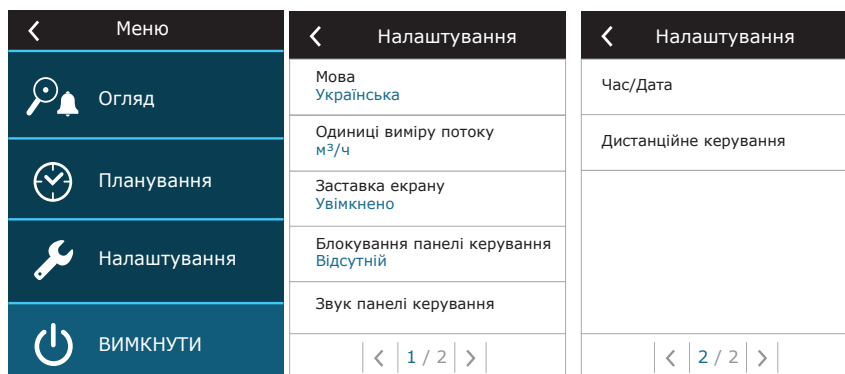 Меню
Огляд
Планування
Налаштування
ВИМКНУТИ
Налаштування
Мова
Українська
Одиниці виміру потоку
м³/ч
Заставка екрану
Увімкнено
Блокування панелі керування
Відсутній
Звук панелі керування
1 / 2
Налаштування
Час/Дата
Дистанційне керування
2 / 2